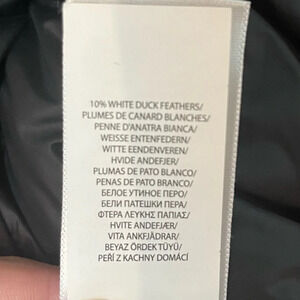 10% WHITE DUCK FEATHERS/
PLUMES DE CANARD BLANCHES/
PENNE D'ANATRA BIANCA/
WEISSE ENTENFEDERN/
WITTE EENDENVEREN/
HVIDE ANDEFJER/
PLUMAS DE PATO BLANCO/
PENAS DE PATO BRANCO/
БЕЛОЕ УТИНОЕ ПЕРО/
БЕЛИ ПАТЕШКИ ПЕРА/
ΦΤΕΡΑ ΛΕΥΚΗΣ ΠΑΠΙΑΣ/
HVITE ANDEFJÆR/
VITA ANKFJÄDRAR/
BEYAZ ÖRDEK TÜYÜ/
PEŘÍ Z KACHNY DOMÁCÍ